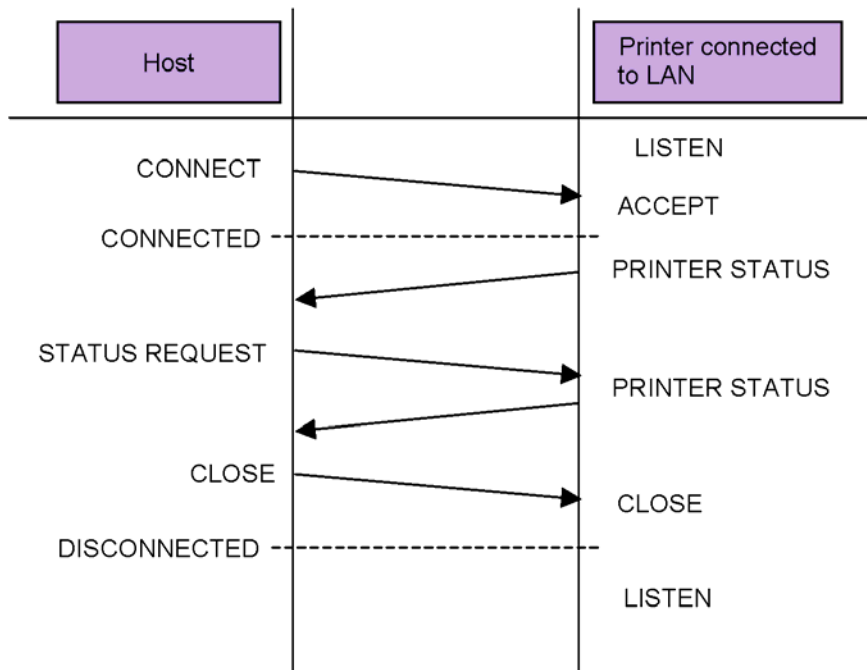 Host
Printer connected
to LAN
LISTEN
CONNECT
ACCEPT
CONNECTED
PRINTER STATUS
STATUS REQUEST
PRINTER STATUS
CLOSE
CLOSE
DISCONNECTED
LISTEN